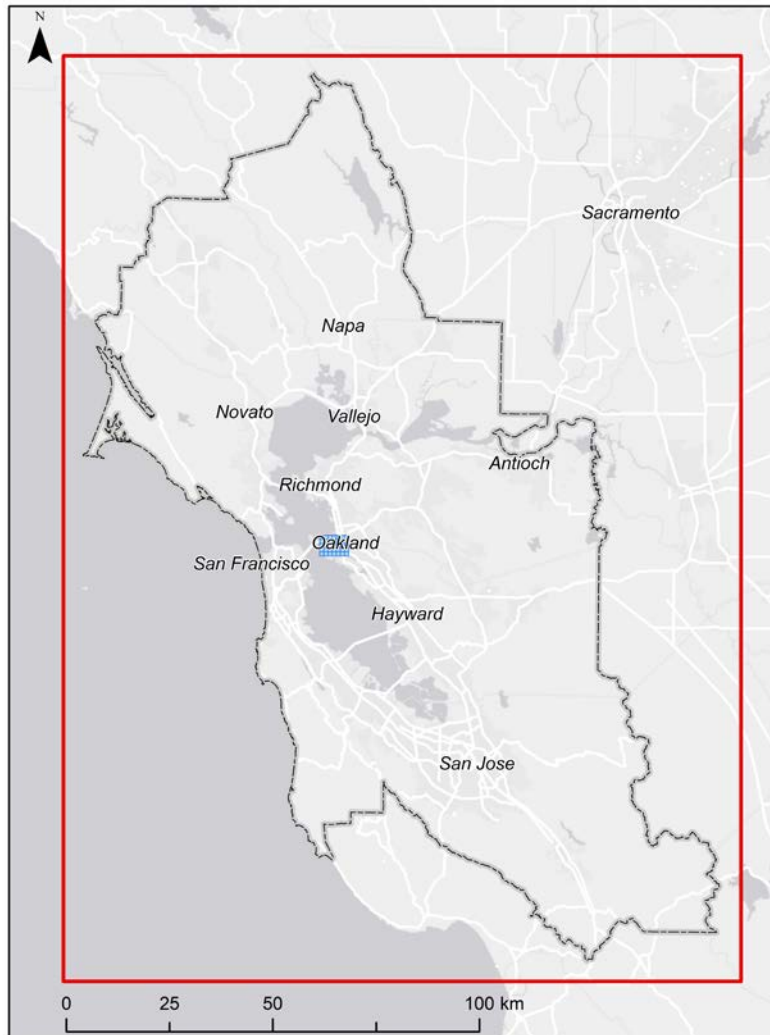 N
Sacramento
Napa
Novato
Vallejo
Antioch
Richmond
Oakland
San Francisco
Hayward
San Jose
0 25 50 100 km